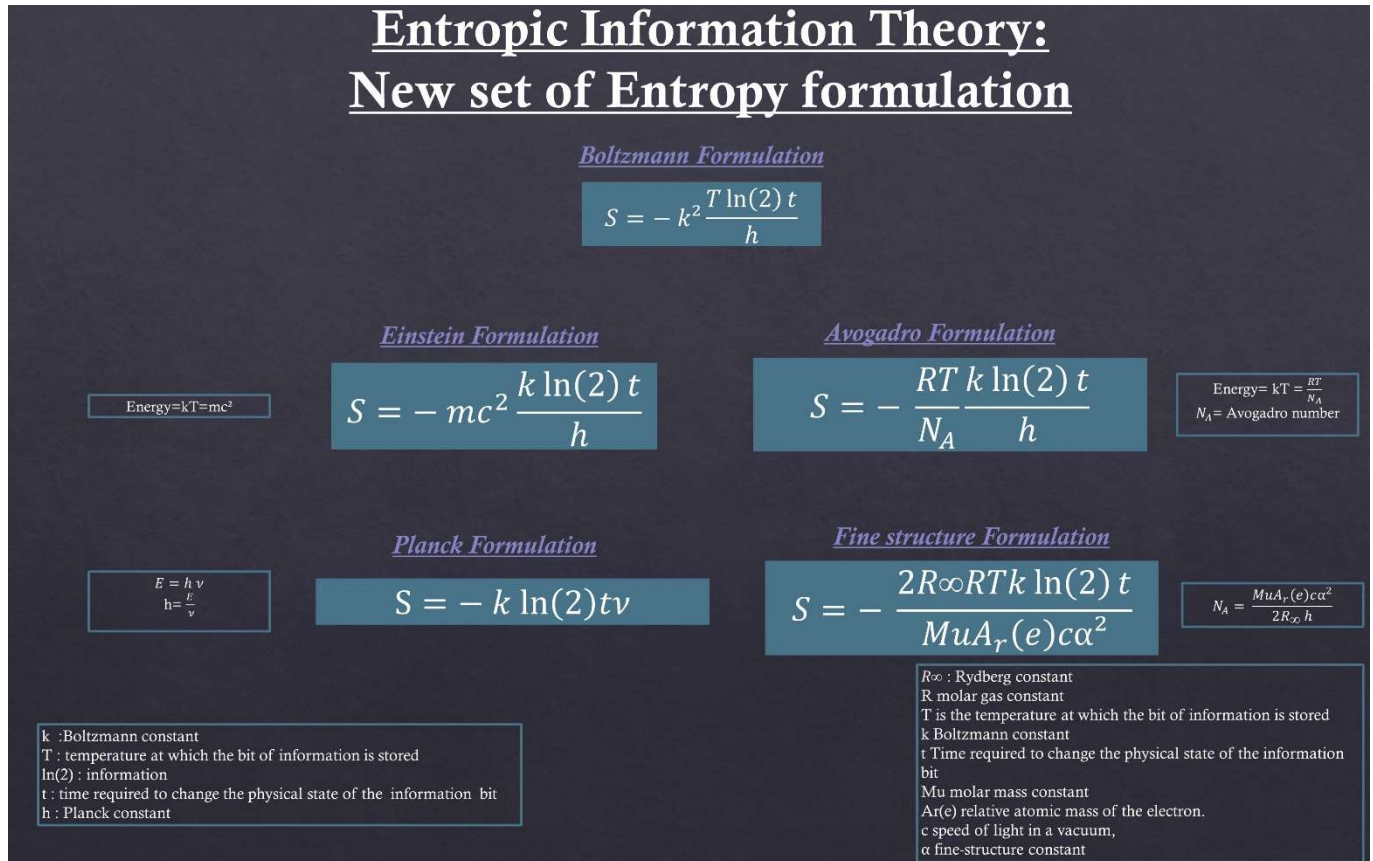 Entropic Information Theory:
New set of Entropy formulation
Boltzmann Formulation
S = − k² T ln(2) t / h
Einstein Formulation
Avogadro Formulation
Energy=kT=mc²
S = − mc² k ln(2) t / h
S = − RT / N_A k ln(2) t / h
Energy= kT = RT / N_A
N_A= Avogadro number
Planck Formulation
Fine structure Formulation
E = h ν
h= E / ν
S = − k ln(2)tν
S = − 2R∞RTk ln(2) t / MuA_r(e)cα²
N_A = MuA_r(e)cα² / 2R_∞ h
k :Boltzmann constant
T : temperature at which the bit of information is stored
ln(2) : information
t : time required to change the physical state of the information bit
h : Planck constant
R∞ : Rydberg constant
R molar gas constant
T is the temperature at which the bit of information is stored
k Boltzmann constant
t Time required to change the physical state of the information
bit
Mu molar mass constant
Ar(e) relative atomic mass of the electron.
c speed of light in a vacuum,
α fine-structure constant